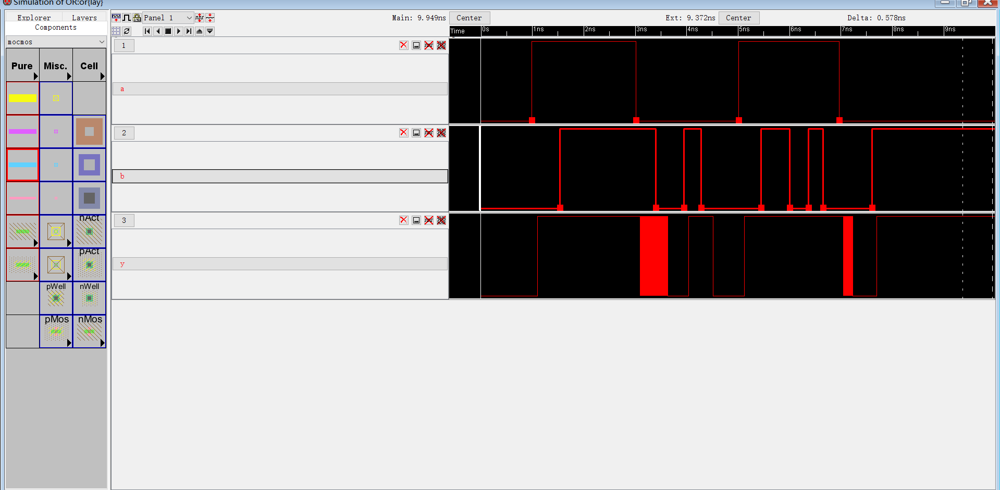 Simulation of OR:or{lay}
Explorer Layers
Components
mocmos
Pure Misc. Cell
nAct
pAct
pWell nWell
pMos nMos
Panel 1 Main: 9.949ns Center Ext: 9.372ns Center Delta: 0.578ns
Time 0s 1ns 2ns 3ns 4ns 5ns 6ns 7ns 8ns 9ns
1
a
2
b
3
y